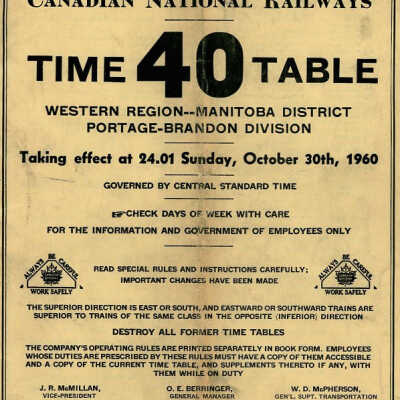 CANADIAN NATIONAL RAILWAYS
TIME 40 TABLE
WESTERN REGION--MANITOBA DISTRICT
PORTAGE-BRANDON DIVISION
Taking effect at 24.01 Sunday, October 30th, 1960
GOVERNED BY CENTRAL STANDARD TIME
☞CHECK DAYS OF WEEK WITH CARE
FOR THE INFORMATION AND GOVERNMENT OF EMPLOYEES ONLY
ALWAYS BE CAREFUL
WORK SAFELY
READ SPECIAL RULES AND INSTRUCTIONS CAREFULLY;
IMPORTANT CHANGES HAVE BEEN MADE
ALWAYS BE CAREFUL
WORK SAFELY
THE SUPERIOR DIRECTION IS EAST OR SOUTH, AND EASTWARD OR SOUTHWARD TRAINS ARE
SUPERIOR TO TRAINS OF THE SAME CLASS IN THE OPPOSITE (INFERIOR) DIRECTION
DESTROY ALL FORMER TIME TABLES
THE COMPANY'S OPERATING RULES ARE PRINTED SEPARATELY IN BOOK FORM. EMPLOYEES
WHOSE DUTIES ARE PRESCRIBED BY THESE RULES MUST HAVE A COPY OF THEM ACCESSIBLE
AND A COPY OF THE CURRENT TIME TABLE, AND SUPPLEMENTS THERETO IF ANY, WITH
THEM WHILE ON DUTY
J. R. McMILLAN, O. E. BERRINGER, W. D. McPHERSON,
VICE-PRESIDENT GENERAL MANAGER GEN'L SUPT. TRANSPORTATION